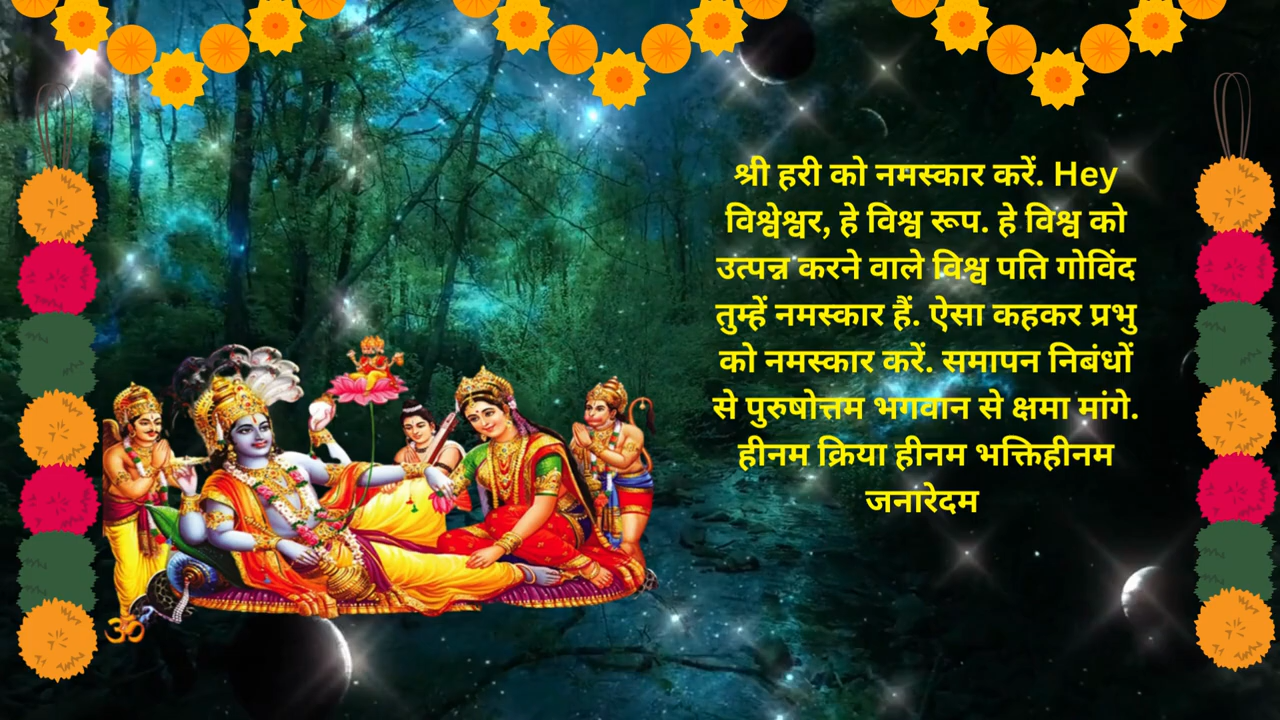 श्री हरी को नमस्कार करें. Hey
विश्वेश्वर, हे विश्व रूप. हे विश्व को
उत्पन्न करने वाले विश्व पति गोविंद
तुम्हें नमस्कार हैं. ऐसा कहकर प्रभु
को नमस्कार करें. समापन निबंधों
से पुरुषोत्तम भगवान से क्षमा मांगे.
हीनम क्रिया हीनम भक्तिहीनम
जनारेदम
ॐ